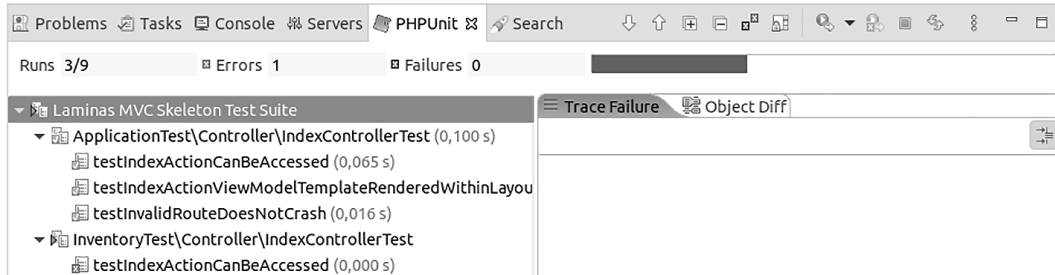 Problems Tasks Console Servers PHPUnit Search
Runs 3/9 Errors 1 Failures 0
Laminas MVC Skeleton Test Suite
Trace Failure Object Diff
ApplicationTest\Controller\IndexControllerTest (0,100 s)
testIndexActionCanBeAccessed (0,065 s)
testIndexActionViewModelTemplateRenderedWithinLayou
testInvalidRouteDoesNotCrash (0,016 s)
InventoryTest\Controller\IndexControllerTest
testIndexActionCanBeAccessed (0,000 s)